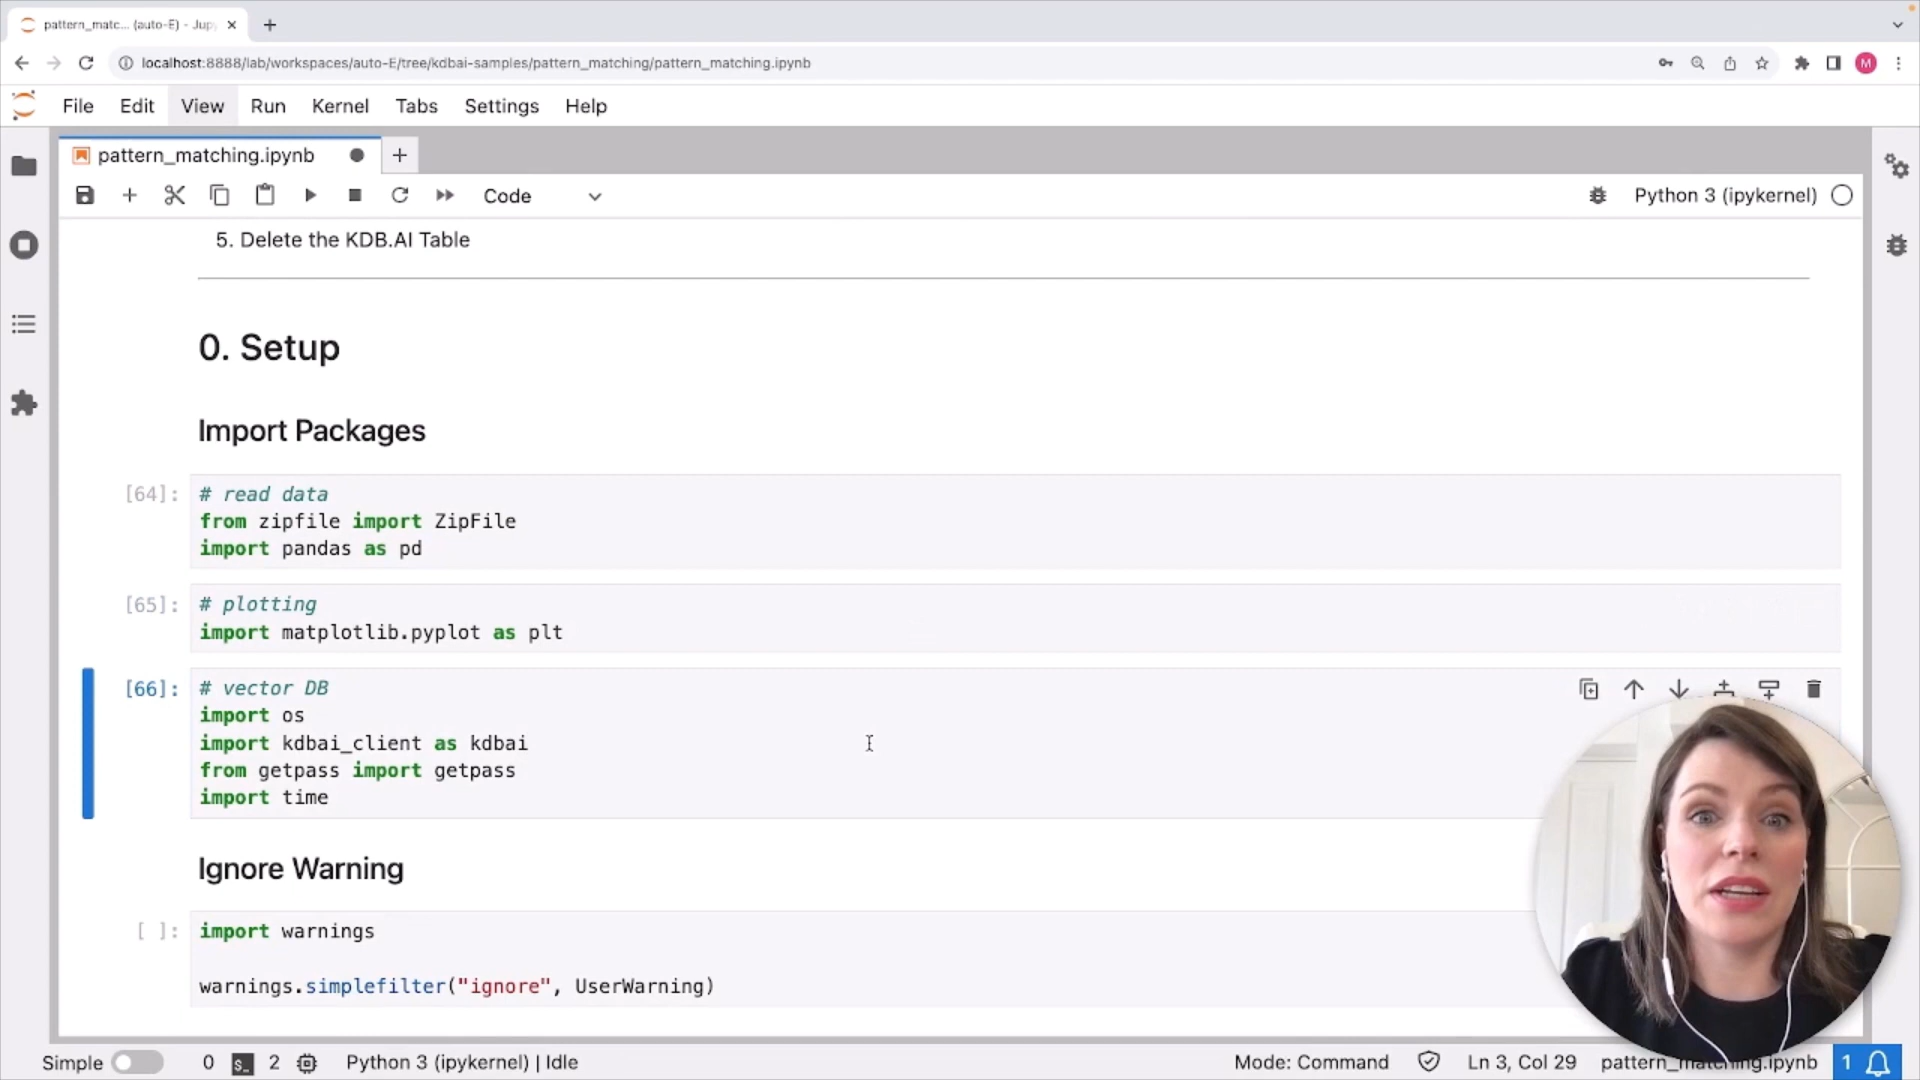 pattern_matc... (auto-E) - Jup
localhost:8888/lab/workspaces/auto-E/tree/kdbai-samples/pattern_matching/pattern_matching.ipynb
M
File Edit View Run Kernel Tabs Settings Help
pattern_matching.ipynb
Code
Python 3 (ipykernel)
5. Delete the KDB.AI Table
0. Setup
Import Packages
[64]: # read data
from zipfile import ZipFile
import pandas as pd
[65]: # plotting
import matplotlib.pyplot as plt
[66]: # vector DB
import os
import kdbai_client as kdbai
from getpass import getpass
import time
Ignore Warning
[ ]: import warnings
warnings.simplefilter("ignore", UserWarning)
Simple 0 $_ 2 Python 3 (ipykernel) | Idle Mode: Command Ln 3, Col 29 pattern_matching.ipynb 1